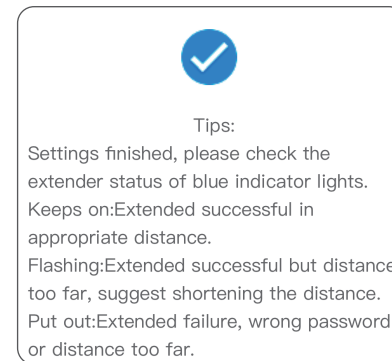 Tips:
Settings finished, please check the
extender status of blue indicator lights.
Keeps on:Extended successful in
appropriate distance.
Flashing:Extended successful but distance
too far, suggest shortening the distance.
Put out:Extended failure, wrong password
or distance too far.